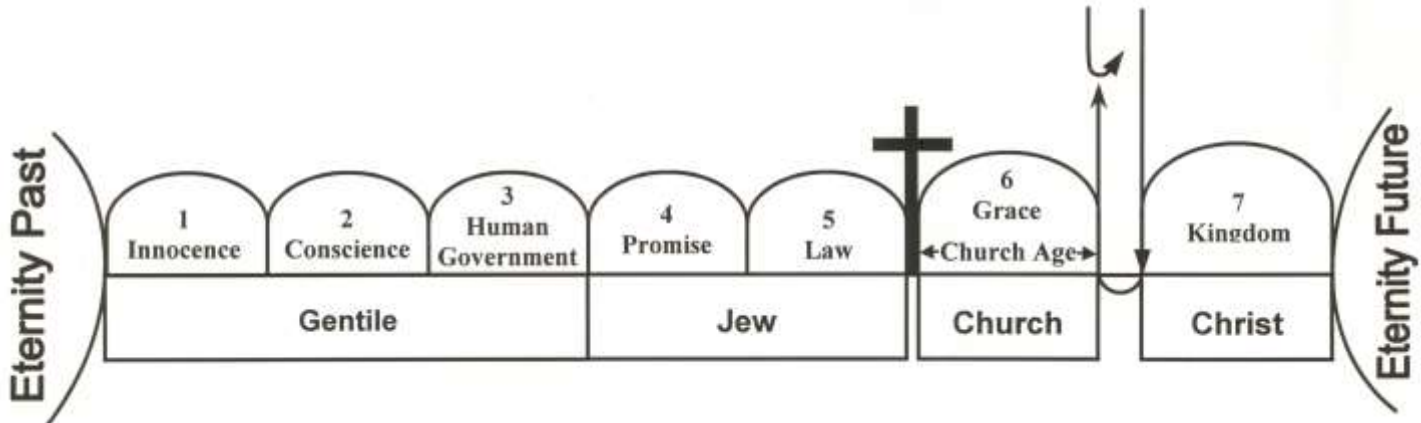 Eternity Past
1
Innocence
2
Conscience
3
Human
Government
4
Promise
5
Law
6
Grace
Church Age
7
Kingdom
Gentile
Jew
Church
Christ
Eternity Future